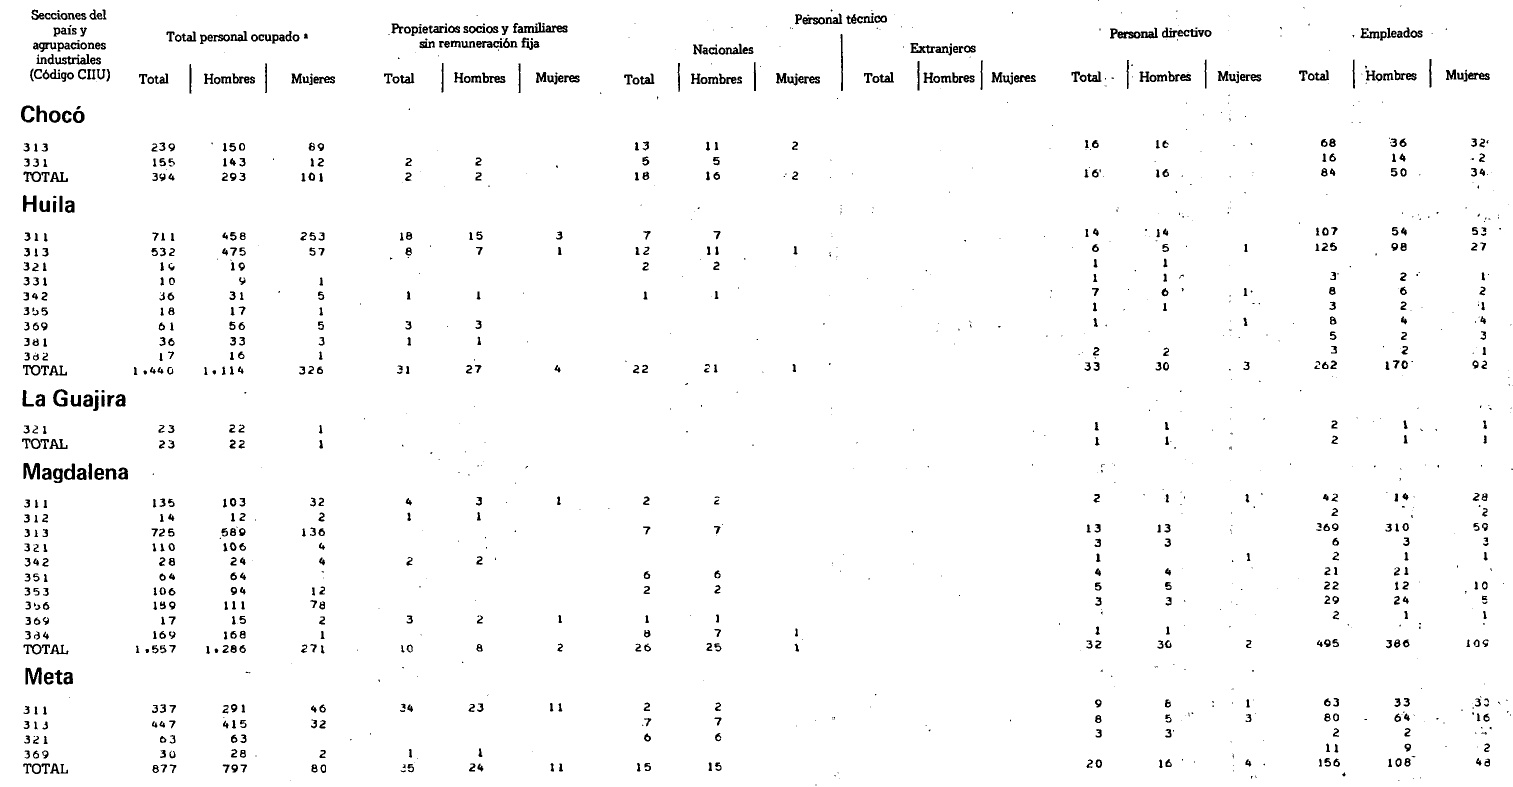 Secciones del país y agrupaciones industriales (Código CIIU) | Total personal ocupado ª | Propietarios socios y familiares sin remuneración fija | Personal técnico | Personal directivo | Empleados
Nacionales | Extranjeros
Total Hombres Mujeres | Total Hombres Mujeres | Total Hombres Mujeres | Total Hombres Mujeres | Total Hombres Mujeres | Total Hombres Mujeres
Chocó
313 239 150 89 13 11 2 16 16 68 36 32
331 155 143 12 2 2 5 5 16 14 2
TOTAL 394 293 101 2 2 18 16 2 16 16 84 50 34
Huila
311 711 458 253 18 15 3 7 7 14 14 107 54 53
313 532 475 57 8 7 1 12 11 1 6 5 1 125 98 27
321 19 19 2 2 1 1
331 10 9 1 1 1 3 2 1
342 36 31 5 1 1 1 1 7 6 1 8 6 2
355 18 17 1 1 1 3 2 1
369 61 56 5 3 3 1 1 8 4 4
381 36 33 3 1 1 5 2 3
382 17 16 1 2 2 3 2 1
TOTAL 1.440 1.114 326 31 27 4 22 21 1 33 30 3 262 170 92
La Guajira
321 23 22 1 1 1 2 1 1
TOTAL 23 22 1 1 1 2 1 1
Magdalena
311 135 103 32 4 3 1 2 2 2 1 1 42 14 28
312 14 12 2 1 1 2 2
313 725 589 136 7 7 13 13 369 310 59
321 110 106 4 3 3 6 3 3
342 28 24 4 2 2 1 1 2 1 1
351 64 64 6 6 4 4 21 21
353 106 94 12 2 2 5 5 22 12 10
356 189 111 78 3 3 29 24 5
369 17 15 2 3 2 1 1 1 2 1 1
384 169 168 1 8 7 1 1 1
TOTAL 1.557 1.286 271 10 8 2 26 25 1 32 30 2 495 386 109
Meta
311 337 291 46 34 23 11 2 2 9 8 1 63 33 30
313 447 415 32 7 7 8 5 3 80 64 16
321 63 63 6 6 3 3 2 2
369 30 28 2 1 1 11 9 2
TOTAL 877 797 80 35 24 11 15 15 20 16 4 156 108 48